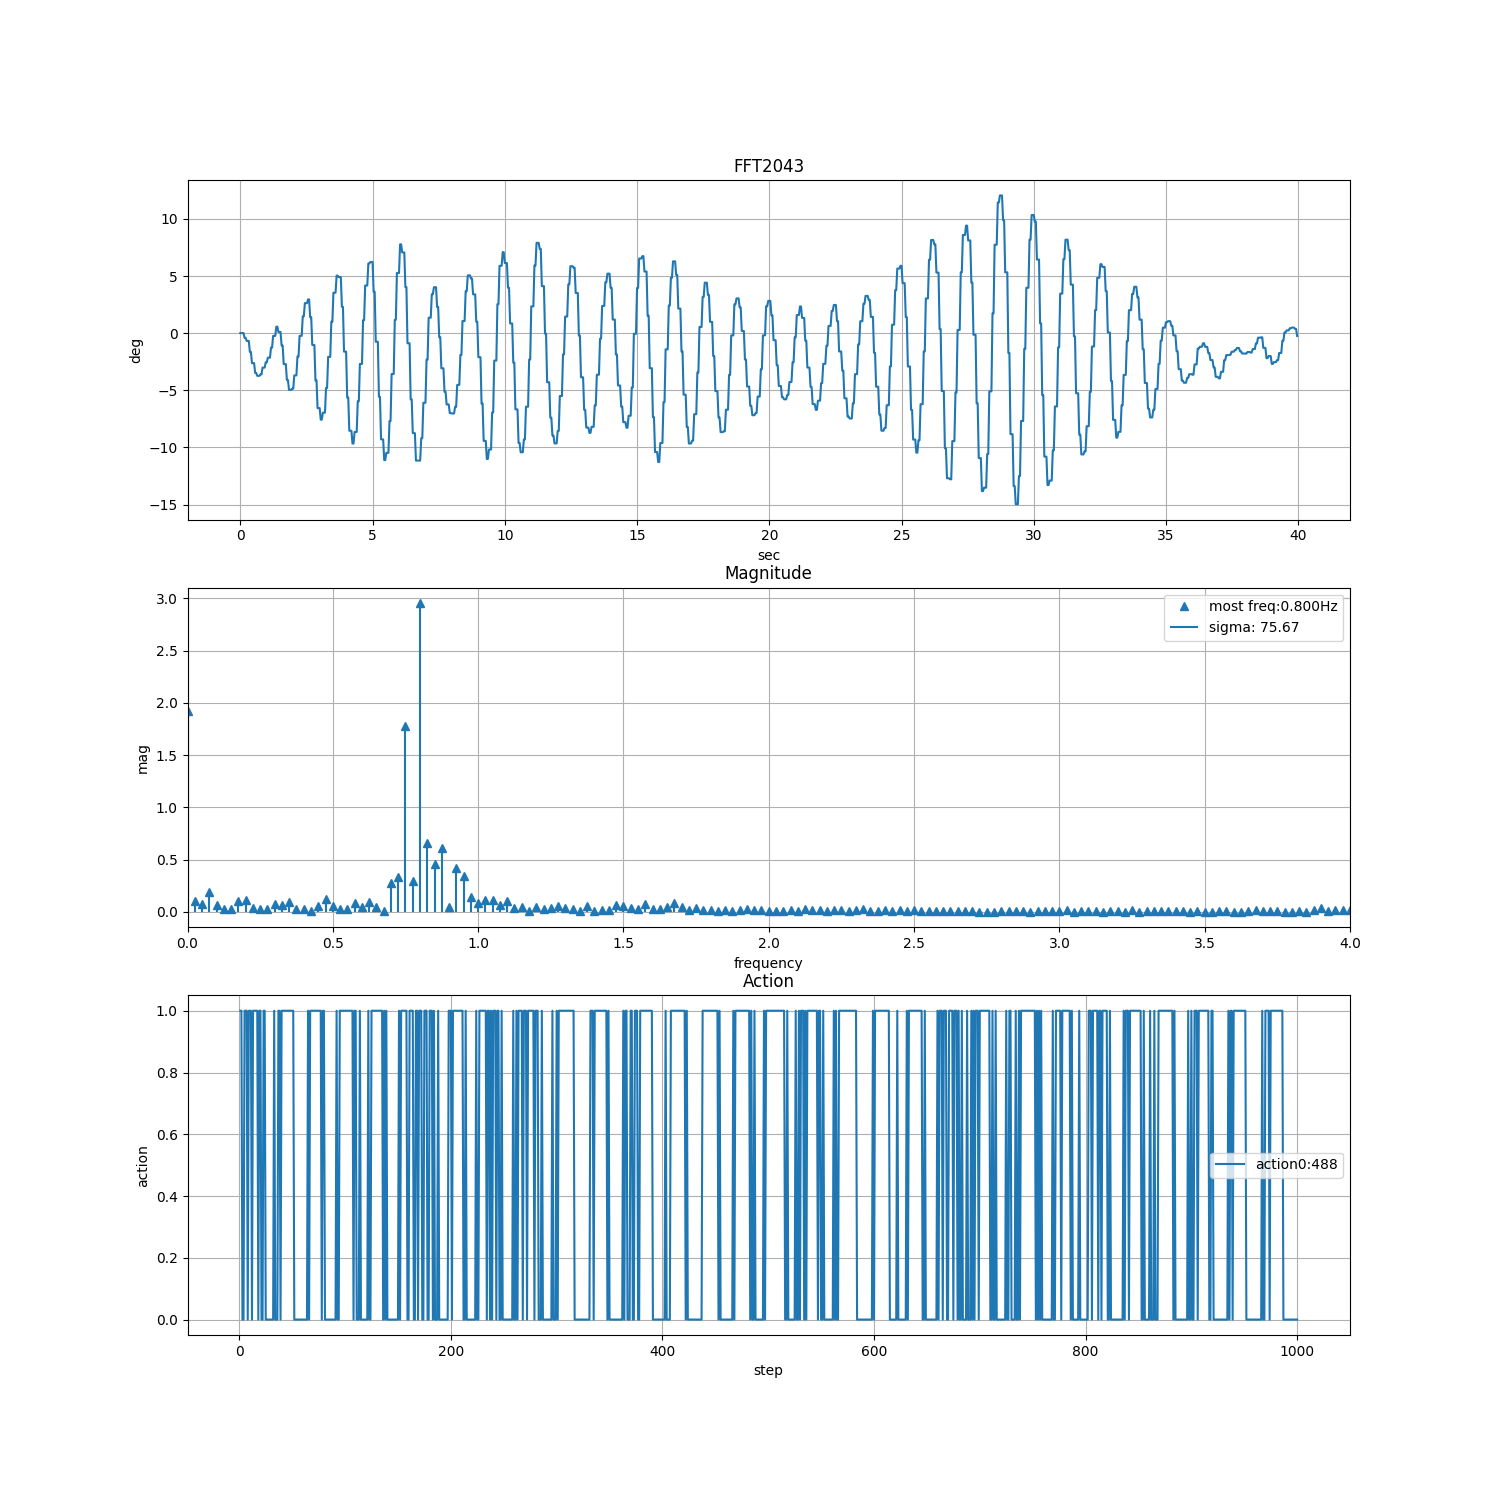 FFT2043
10
5
0
−5
−10
−15
deg
0 5 10 15 20 25 30 35 40
sec
Magnitude
3.0
2.5
2.0
1.5
1.0
0.5
0.0
mag
most freq:0.800Hz
sigma: 75.67
0.0 0.5 1.0 1.5 2.0 2.5 3.0 3.5 4.0
frequency
Action
1.0
0.8
0.6
0.4
0.2
0.0
action
action0:488
0 200 400 600 800 1000
step